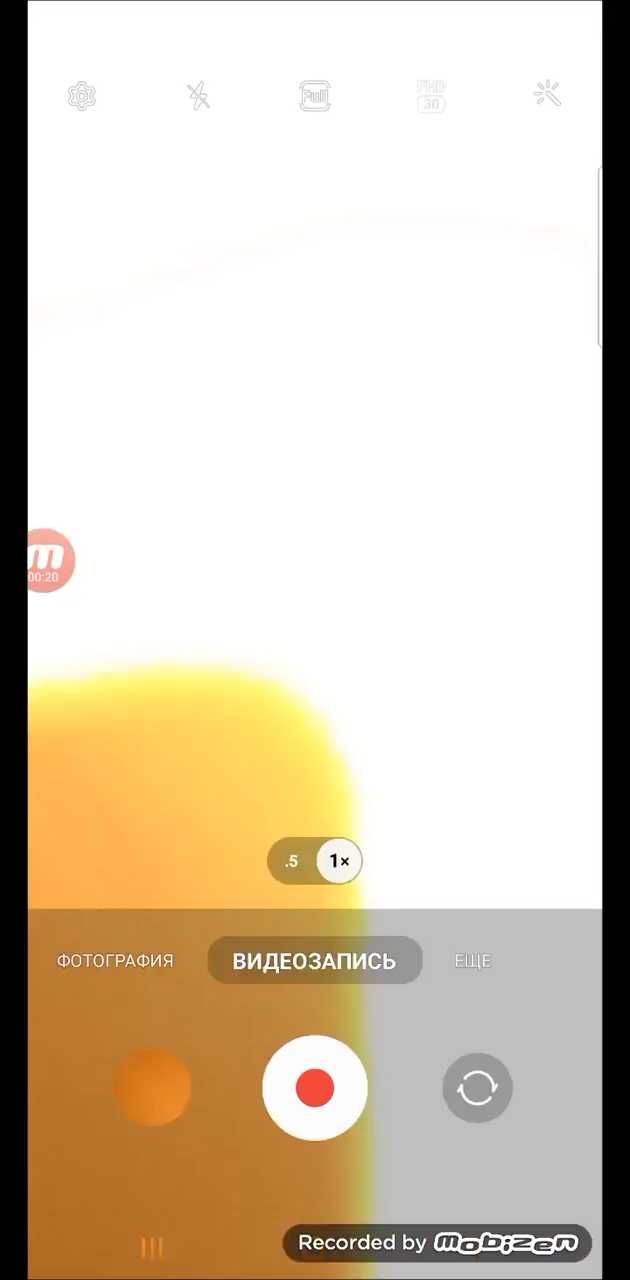 Full
FHD
30
m
00:20
.5
1×
ФОТОГРАФИЯ
ВИДЕОЗАПИСЬ
ЕЩЕ
Recorded by mobizen